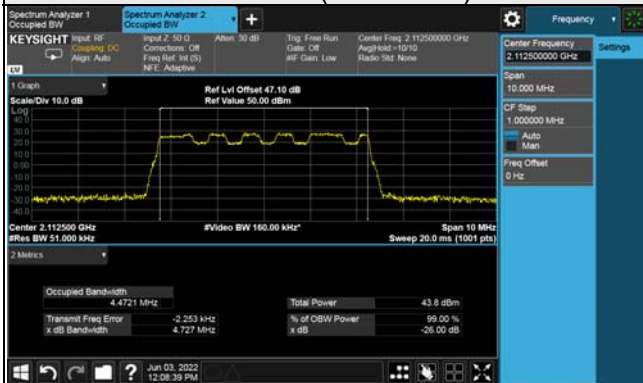 Spectrum Analyzer 1
Occupied BW
Spectrum Analyzer 2
Occupied BW
+
Frequency
KEYSIGHT
Input: RF
Coupling: DC
Align: Auto
Input Z: 50 Ω
Corrections: Off
Freq Ref: Int (S)
NFE: Adaptive
Atten: 30 dB
Trig: Free Run
Gate: Off
#IF Gain: Low
Center Freq: 2.112500000 GHz
Avg|Hold:>10/10
Radio Std: None
Center Frequency
2.112500000 GHz
Settings
Span
10.000 MHz
CF Step
1.000000 MHz
Auto
Man
Freq Offset
0 Hz
1 Graph
Scale/Div 10.0 dB
Ref Lvl Offset 47.10 dB
Ref Value 50.00 dBm
Log
40.0
30.0
20.0
10.0
0.00
-10.0
-20.0
-30.0
-40.0
Center 2.112500 GHz
#Res BW 51.000 kHz
#Video BW 160.00 kHz*
Span 10 MHz
Sweep 20.0 ms (1001 pts)
2 Metrics
Occupied Bandwidth
4.4721 MHz
Total Power 43.8 dBm
Transmit Freq Error -2.253 kHz
% of OBW Power 99.00 %
x dB Bandwidth 4.727 MHz
x dB -26.00 dB
?
Jun 03, 2022
12:08:39 PM